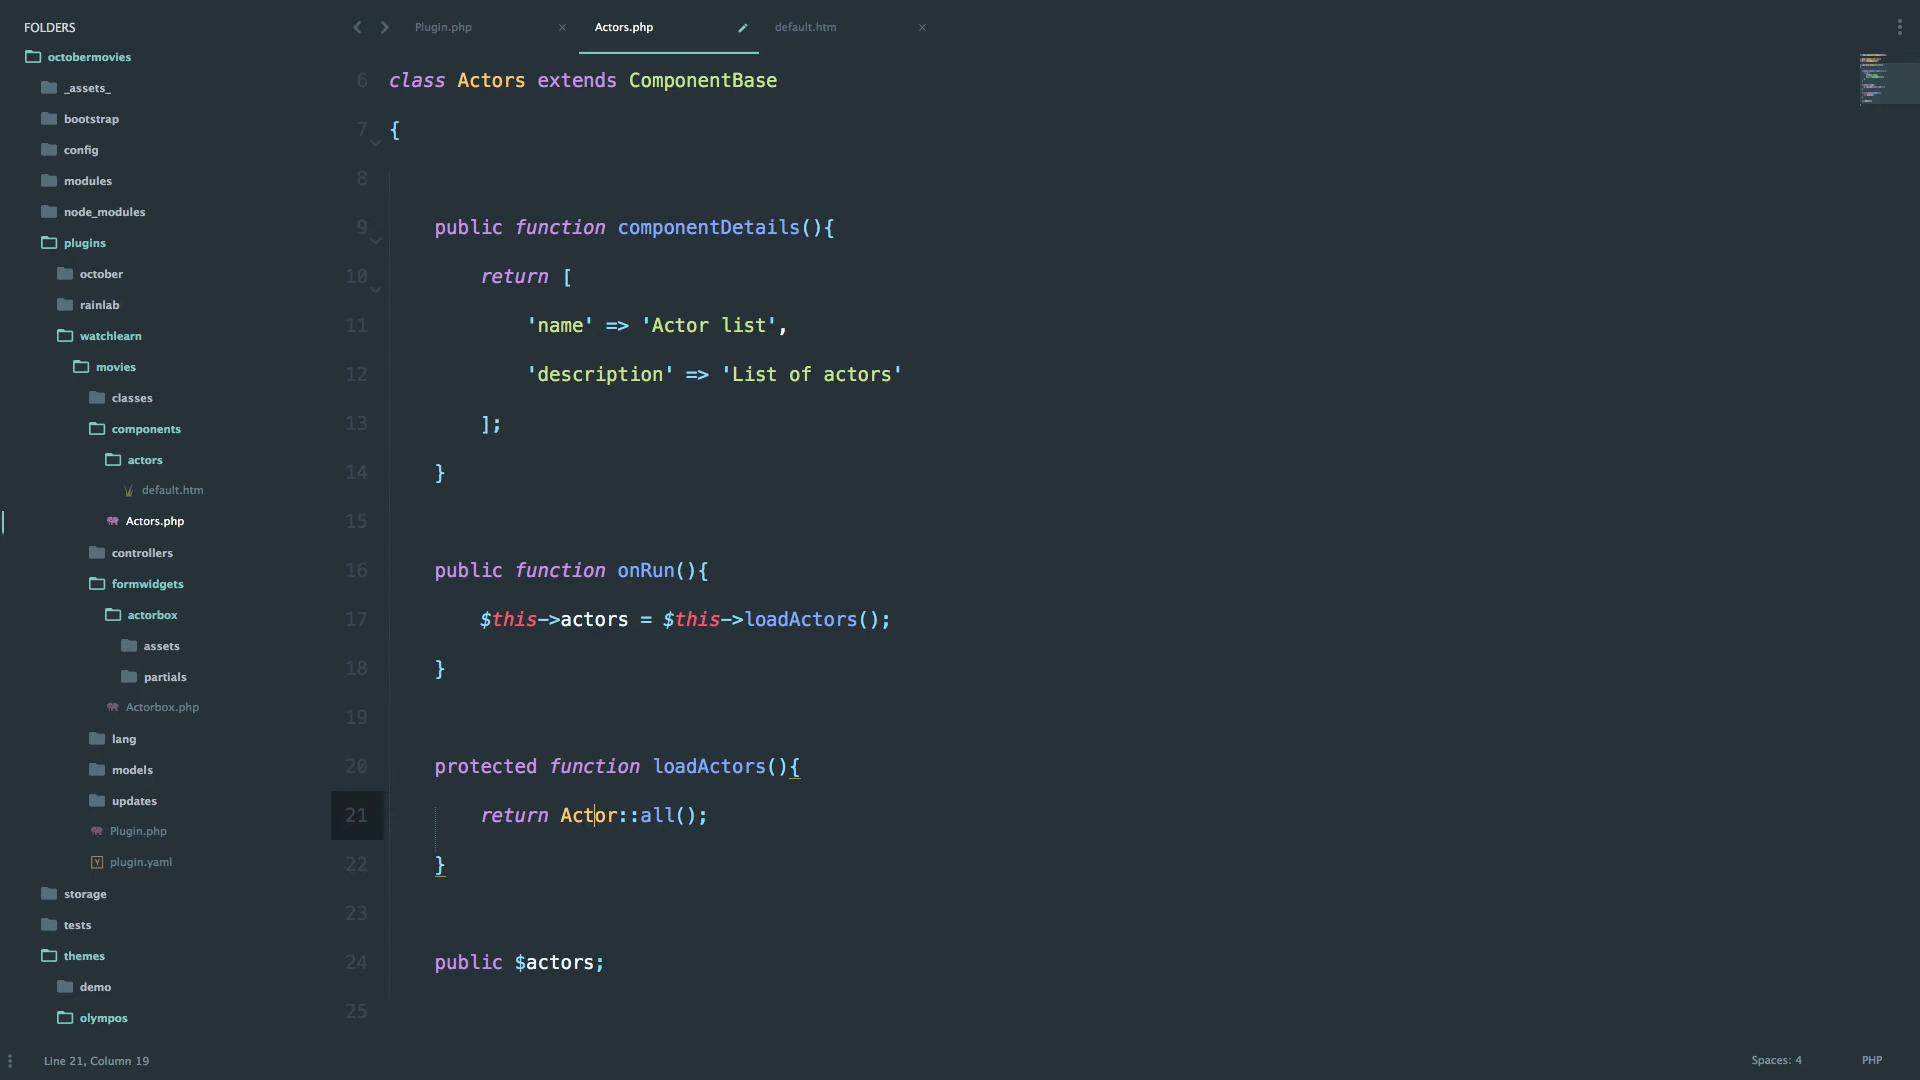 FOLDERS
octobermovies
_assets_
bootstrap
config
modules
node_modules
plugins
october
rainlab
watchlearn
movies
classes
components
actors
default.htm
Actors.php
controllers
formwidgets
actorbox
assets
partials
Actorbox.php
lang
models
updates
Plugin.php
plugin.yaml
storage
tests
themes
demo
olympos
Plugin.php
Actors.php
default.htm
6 class Actors extends ComponentBase
7 {
8
9 public function componentDetails(){
10 return [
11 'name' => 'Actor list',
12 'description' => 'List of actors'
13 ];
14 }
15
16 public function onRun(){
17 $this->actors = $this->loadActors();
18 }
19
20 protected function loadActors(){
21 return Actor::all();
22 }
23
24 public $actors;
25
Line 21, Column 19
Spaces: 4
PHP